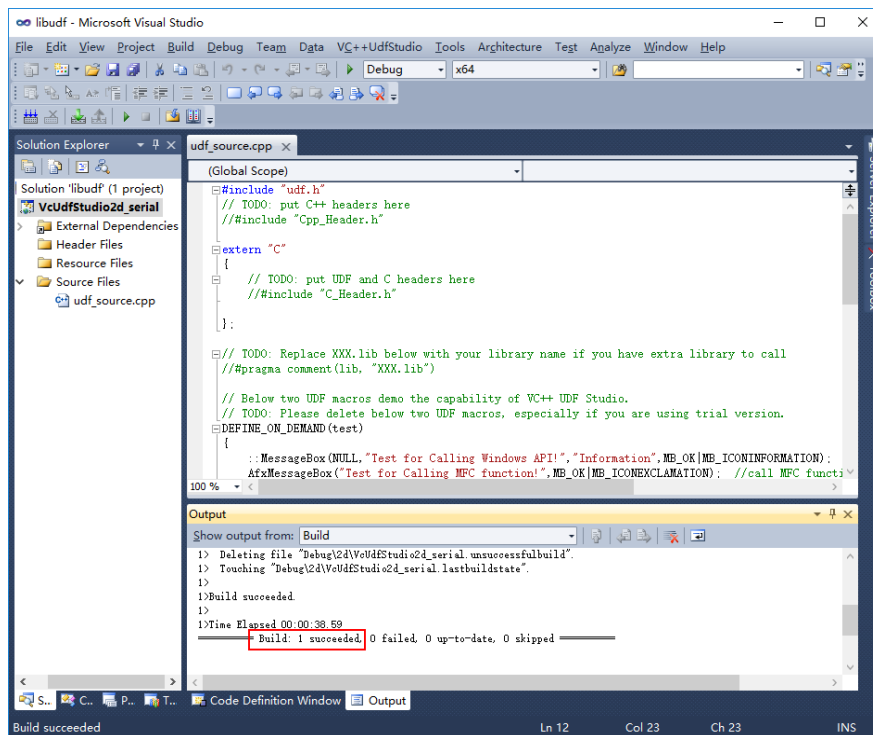 libudf - Microsoft Visual Studio
File Edit View Project Build Debug Team Data VC++UdfStudio Tools Architecture Test Analyze Window Help
Debug x64
Solution Explorer
udf_source.cpp
(Global Scope)
Solution 'libudf' (1 project)
VcUdfStudio2d_serial
External Dependencies
Header Files
Resource Files
Source Files
udf_source.cpp
#include "udf.h"
// TODO: put C++ headers here
//#include "Cpp_Header.h"
extern "C"
{
// TODO: put UDF and C headers here
//#include "C_Header.h"
};
// TODO: Replace XXX.lib below with your library name if you have extra library to call
//#pragma comment(lib, "XXX.lib")
// Below two UDF macros demo the capability of VC++ UDF Studio.
// TODO: Please delete below two UDF macros, especially if you are using trial version.
DEFINE_ON_DEMAND(test)
{
::MessageBox(NULL,"Test for Calling Windows API!","Information",MB_OK|MB_ICONINFORMATION);
AfxMessageBox("Test for Calling MFC function!",MB_OK|MB_ICONEXCLAMATION); //call MFC functi
100 %
Server Explorer
Toolbox
Output
Show output from: Build
1> Deleting file "Debug\2d\VcUdfStudio2d_serial.unsuccessfulbuild".
1> Touching "Debug\2d\VcUdfStudio2d_serial.lastbuildstate".
1>
1>Build succeeded.
1>
1>Time Elapsed 00:00:38.59
========== Build: 1 succeeded, 0 failed, 0 up-to-date, 0 skipped ==========
S... C... P... T... Code Definition Window Output
Build succeeded Ln 12 Col 23 Ch 23 INS